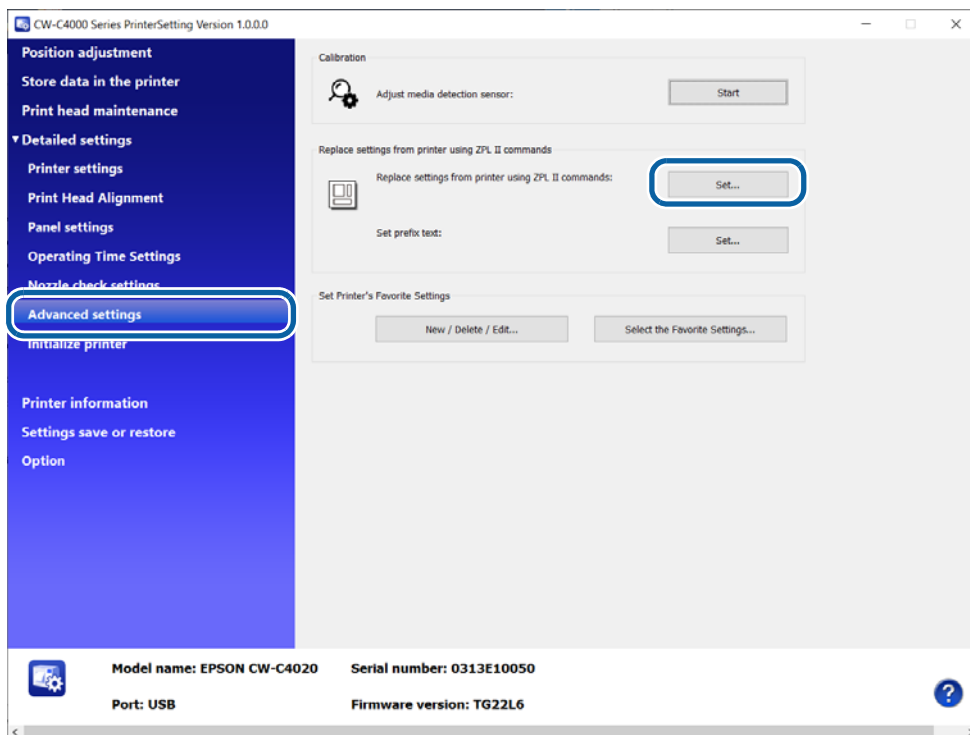 CW-C4000 Series PrinterSetting Version 1.0.0.0
Position adjustment
Store data in the printer
Print head maintenance
Detailed settings
Printer settings
Print Head Alignment
Panel settings
Operating Time Settings
Nozzle check settings
Advanced settings
Initialize printer
Printer information
Settings save or restore
Option
Calibration
Adjust media detection sensor:
Start
Replace settings from printer using ZPL II commands
Replace settings from printer using ZPL II commands:
Set...
Set prefix text:
Set...
Set Printer's Favorite Settings
New / Delete / Edit...
Select the Favorite Settings...
Model name: EPSON CW-C4020
Serial number: 0313E10050
Port: USB
Firmware version: TG22L6
?